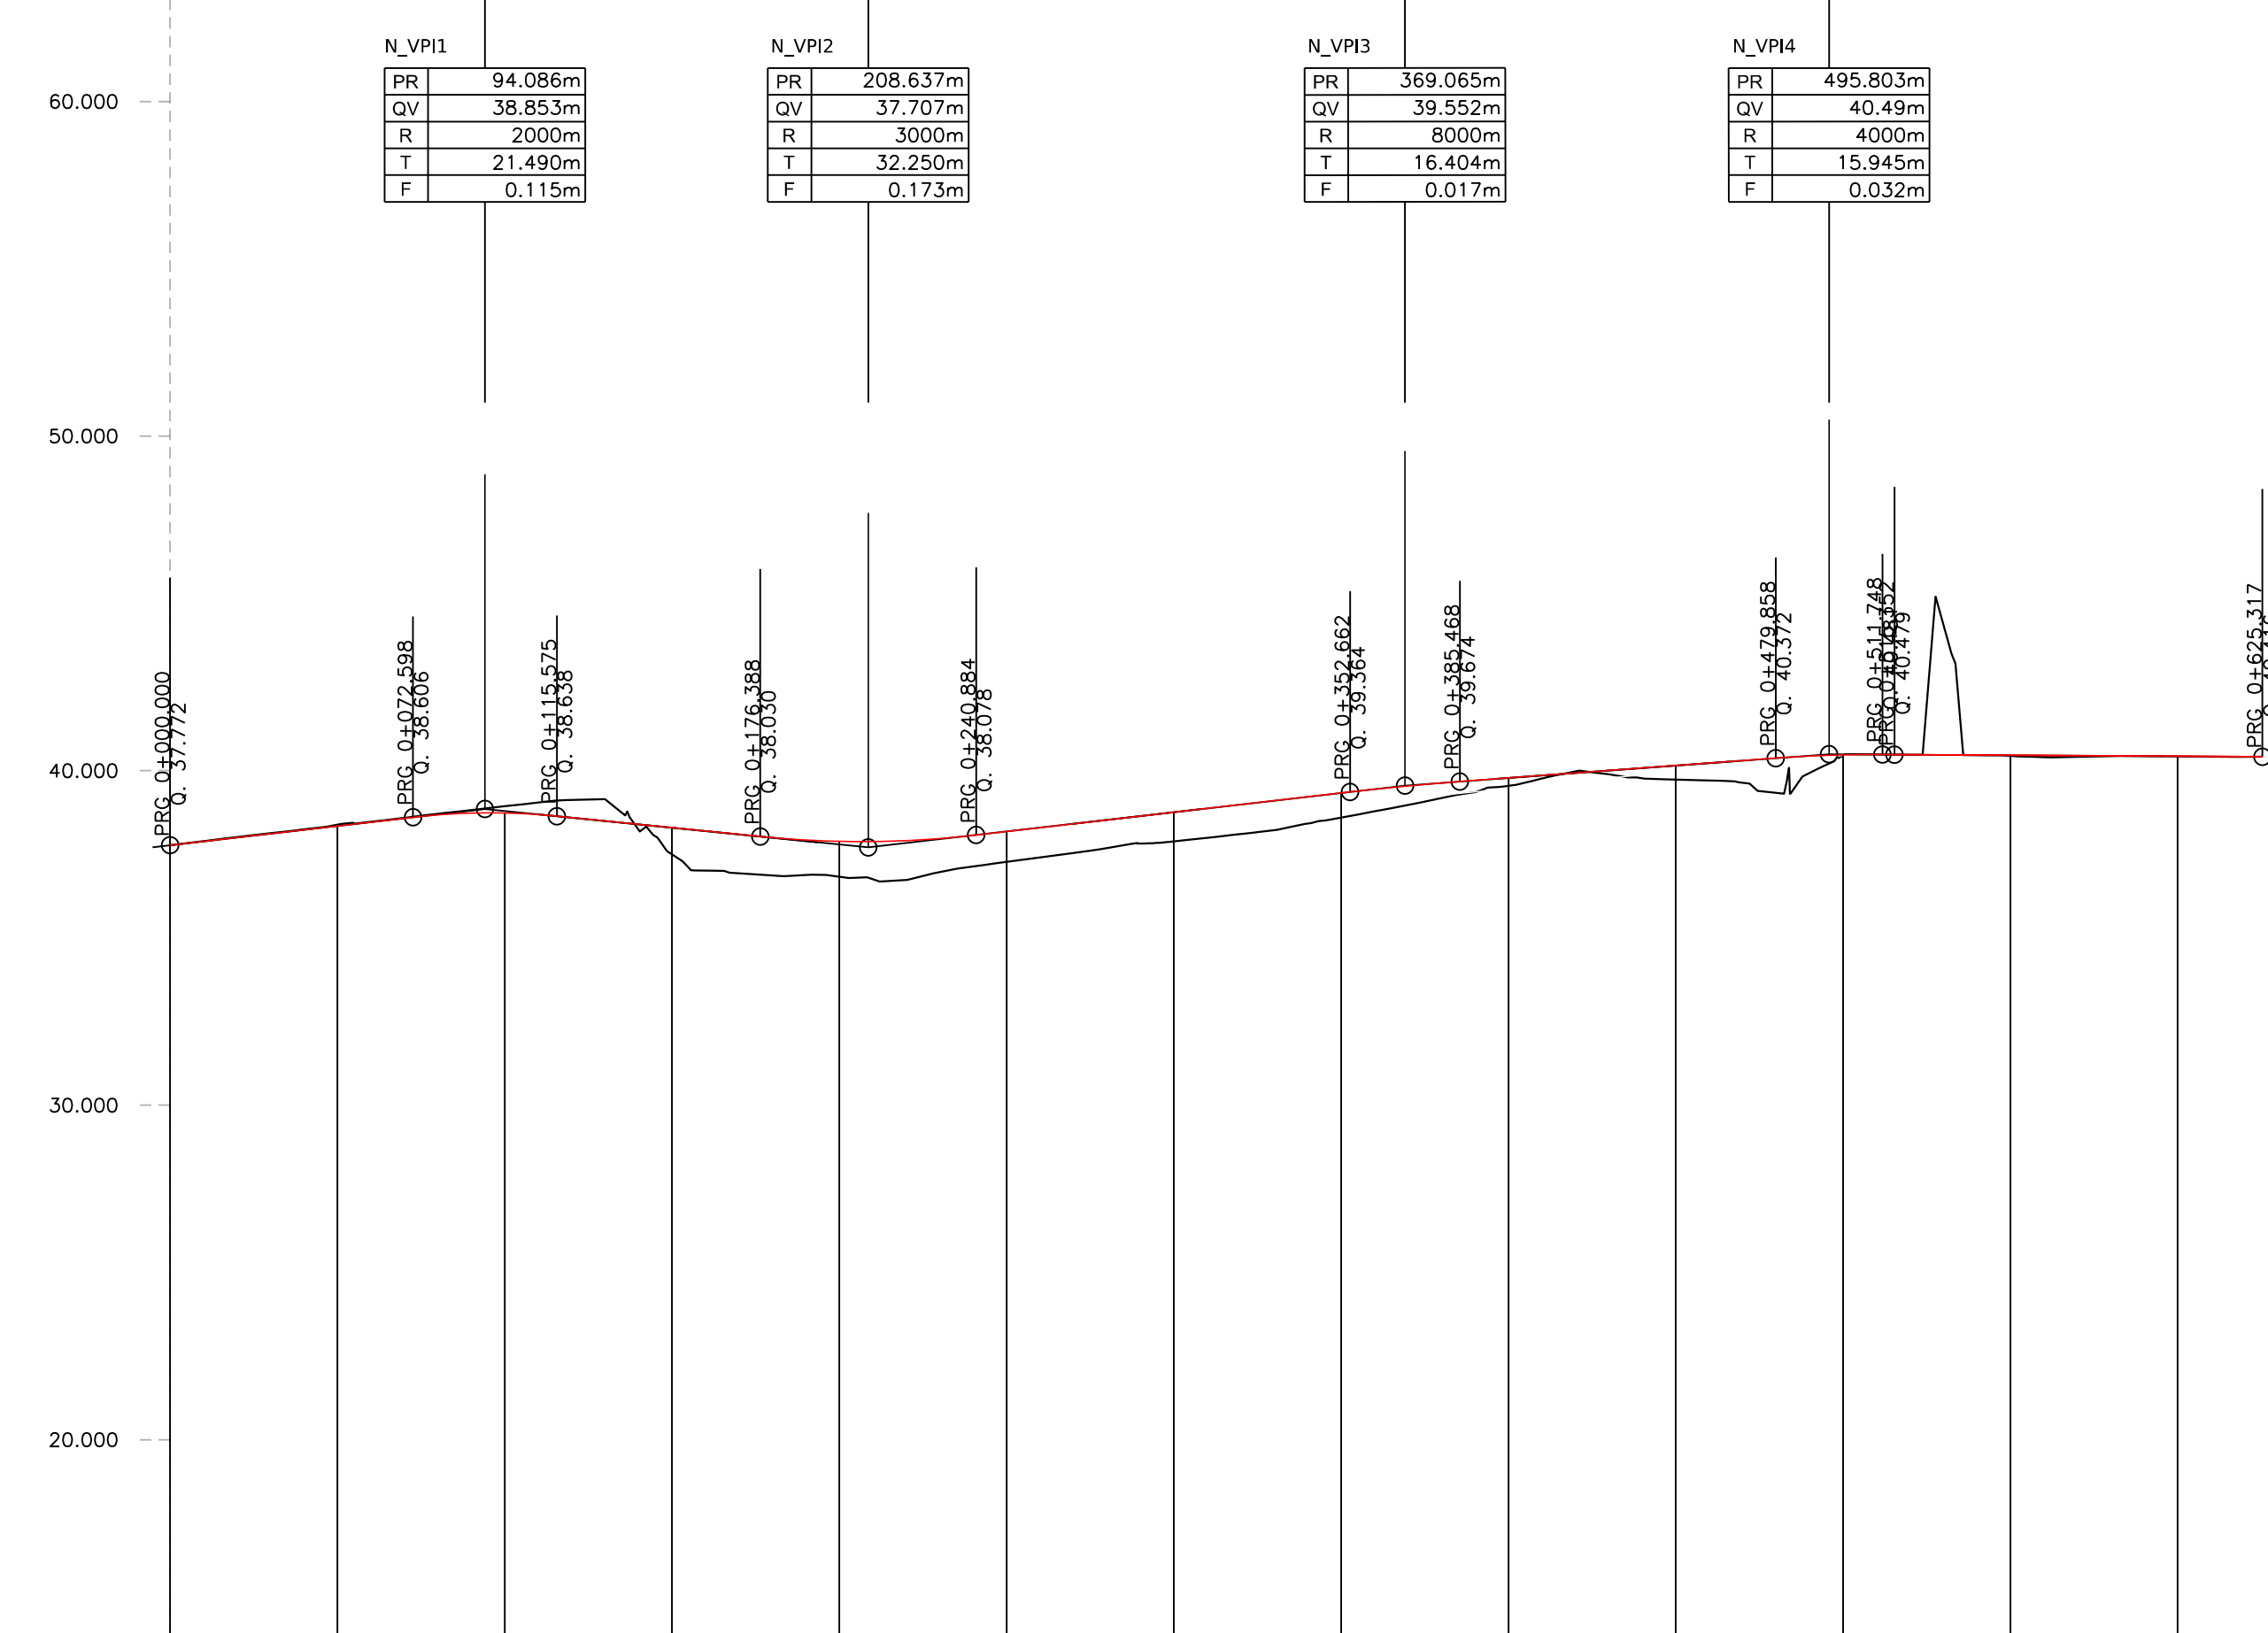 N_VPI1
PR 94.086m
QV 38.853m
R 2000m
T 21.490m
F 0.115m
N_VPI2
PR 208.637m
QV 37.707m
R 3000m
T 32.250m
F 0.173m
N_VPI3
PR 369.065m
QV 39.552m
R 8000m
T 16.404m
F 0.017m
N_VPI4
PR 495.803m
QV 40.49m
R 4000m
T 15.945m
F 0.032m
60.000
50.000
40.000
30.000
20.000
PRG 0+000.000
Q. 37.772
PRG 0+072.598
Q. 38.606
PRG 0+115.575
Q. 38.638
PRG 0+176.388
Q. 38.030
PRG 0+240.884
Q. 38.078
PRG 0+352.662
Q. 39.364
PRG 0+385.468
Q. 39.674
PRG 0+479.858
Q. 40.372
PRG 0+511.748
Q. 40.479
PRG 0+625.317